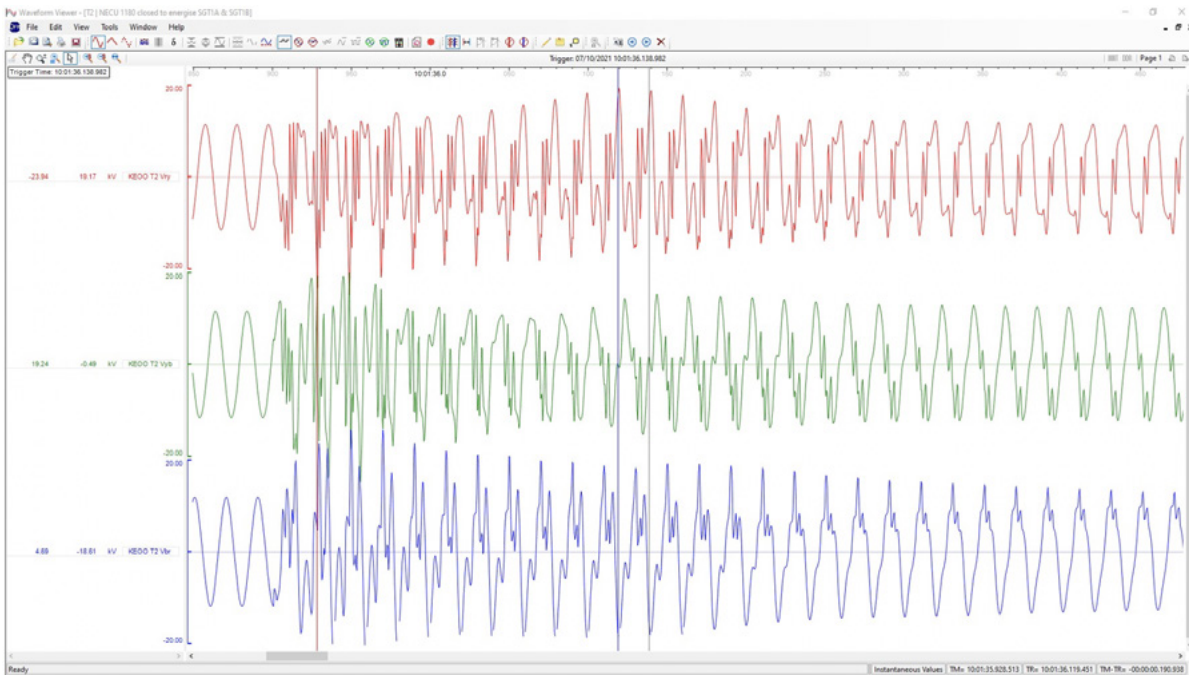 Waveform Viewer - [T2 | NECU 1180 closed to energise SGT1A & SGT1B]
File Edit View Tools Window Help
Trigger: 07/10/2021 10:01:36.138.982
Page 1
Trigger Time: 10:01:36.138.982
10:01:36.0
20.00
-23.94 19.17 kV KEOO T2 Vry
-20.00
20.00
19.24 -0.49 kV KEOO T2 Vyb
-20.00
20.00
4.69 -18.61 kV KEOO T2 Vbr
-20.00
Ready
Instantaneous Values TM= 10:01:35.928.513 TR= 10:01:36.119.451 TM-TR= -00:00:00.190.938